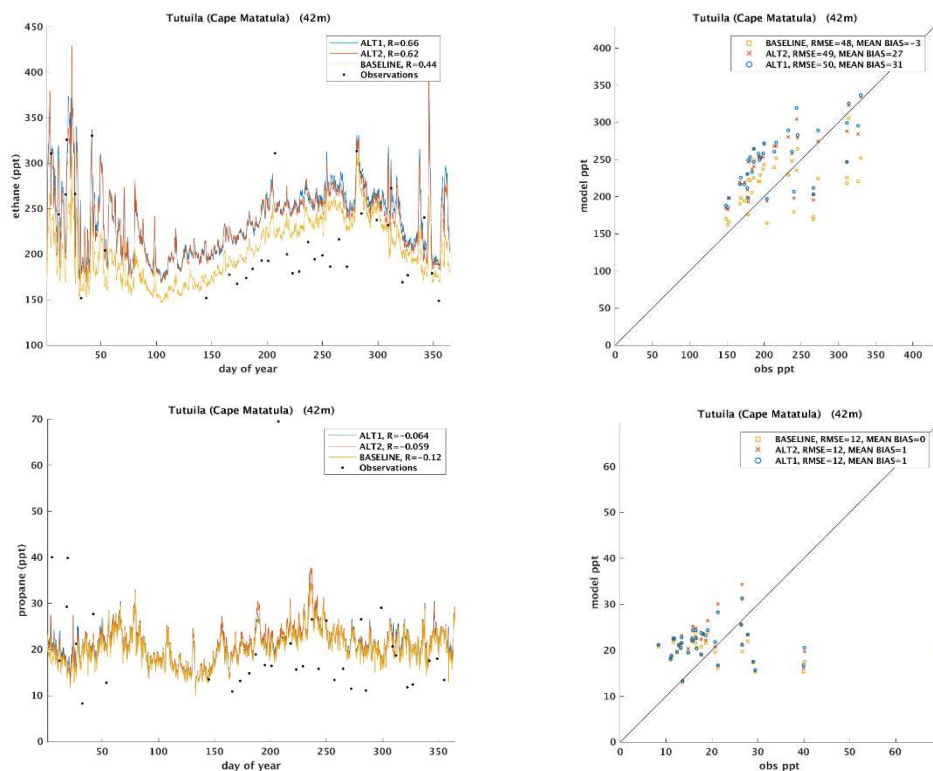 Tutuila (Cape Matatula) (42m)
450
400
350
300
250
200
150
100
ethane (ppt)
ALT1, R=0.66
ALT2, R=0.62
BASELINE, R=0.44
Observations
50 100 150 200 250 300 350
day of year
Tutuila (Cape Matatula) (42m)
400
350
300
250
200
150
100
50
0
model ppt
BASELINE, RMSE=48, MEAN BIAS=-3
ALT2, RMSE=49, MEAN BIAS=27
ALT1, RMSE=50, MEAN BIAS=31
0 50 100 150 200 250 300 350 400
obs ppt
Tutuila (Cape Matatula) (42m)
70
60
50
40
30
20
10
0
propane (ppt)
ALT1, R=-0.064
ALT2, R=-0.059
BASELINE, R=-0.12
Observations
50 100 150 200 250 300 350
day of year
Tutuila (Cape Matatula) (42m)
60
50
40
30
20
10
0
model ppt
BASELINE, RMSE=12, MEAN BIAS=0
ALT2, RMSE=12, MEAN BIAS=1
ALT1, RMSE=12, MEAN BIAS=1
0 10 20 30 40 50 60
obs ppt